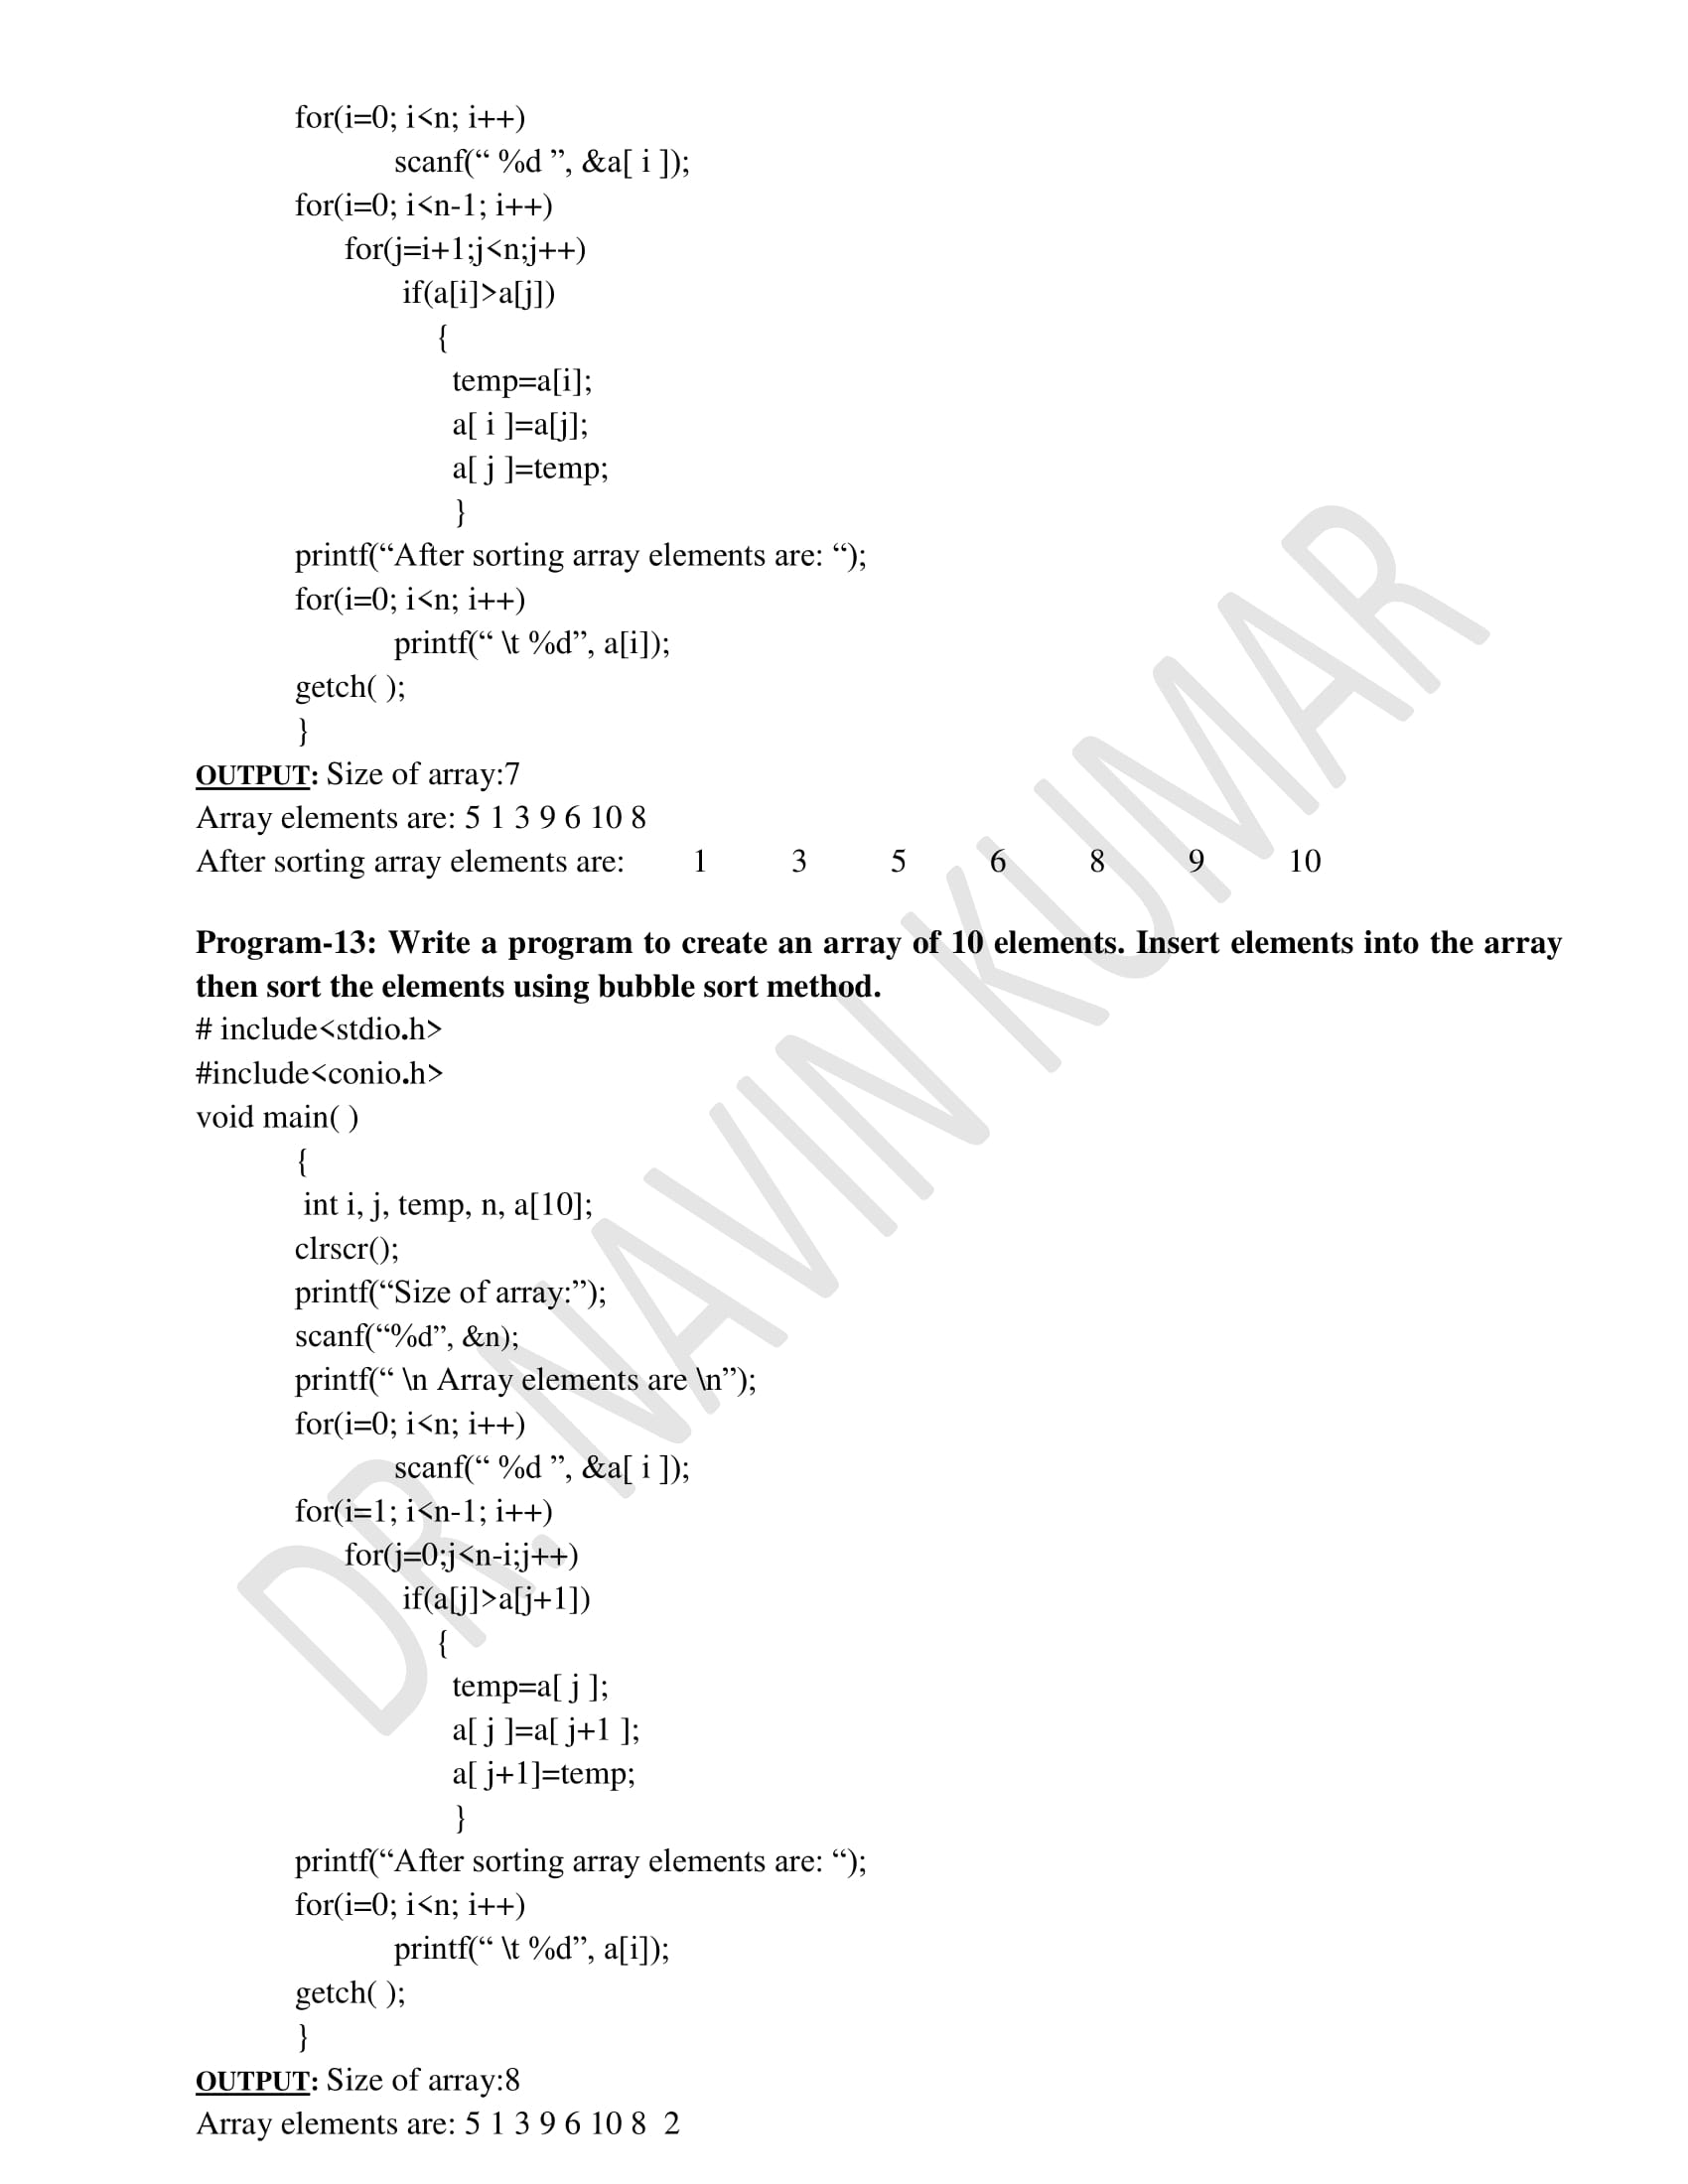 for(i=0; i<n; i++)
scanf(“ %d ”, &a[ i ]);
for(i=0; i<n-1; i++)
for(j=i+1;j<n;j++)
if(a[i]>a[j])
{
temp=a[i];
a[ i ]=a[j];
a[ j ]=temp;
}
printf(“After sorting array elements are: “);
for(i=0; i<n; i++)
printf(“ \t %d”, a[i]);
getch( );
}
OUTPUT: Size of array:7
Array elements are: 5 1 3 9 6 10 8
After sorting array elements are: 1 3 5 6 8 9 10
Program-13: Write a program to create an array of 10 elements. Insert elements into the array
then sort the elements using bubble sort method.
# include<stdio.h>
#include<conio.h>
void main( )
{
int i, j, temp, n, a[10];
clrscr();
printf(“Size of array:”);
scanf(“%d”, &n);
printf(“ \n Array elements are \n”);
for(i=0; i<n; i++)
scanf(“ %d ”, &a[ i ]);
for(i=1; i<n-1; i++)
for(j=0;j<n-i;j++)
if(a[j]>a[j+1])
{
temp=a[ j ];
a[ j ]=a[ j+1 ];
a[ j+1]=temp;
}
printf(“After sorting array elements are: “);
for(i=0; i<n; i++)
printf(“ \t %d”, a[i]);
getch( );
}
OUTPUT: Size of array:8
Array elements are: 5 1 3 9 6 10 8  2
DR. NAVIN KUMAR